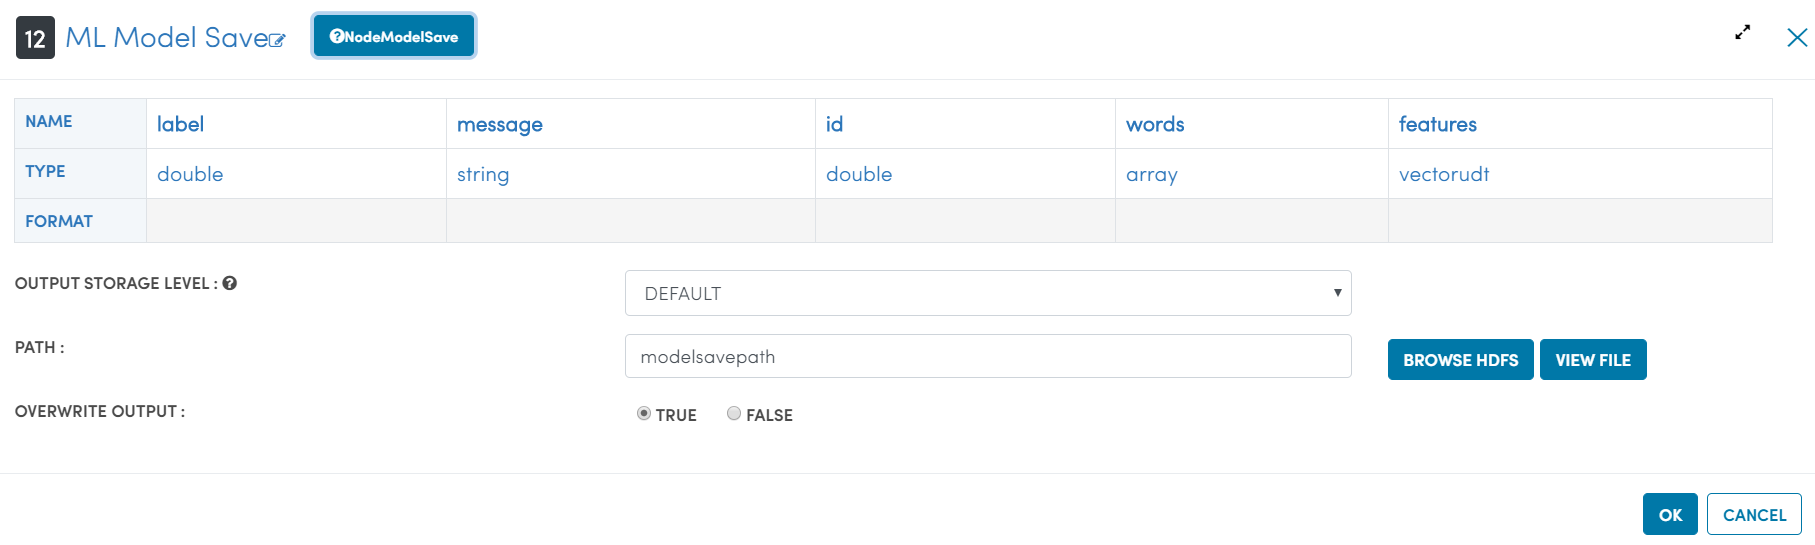 12 ML Model Save NodeModelSave
NAME label message id words features
TYPE double string double array vectorudt
FORMAT
OUTPUT STORAGE LEVEL : DEFAULT
PATH : modelsavepath BROWSE HDFS VIEW FILE
OVERWRITE OUTPUT : TRUE FALSE
OK CANCEL